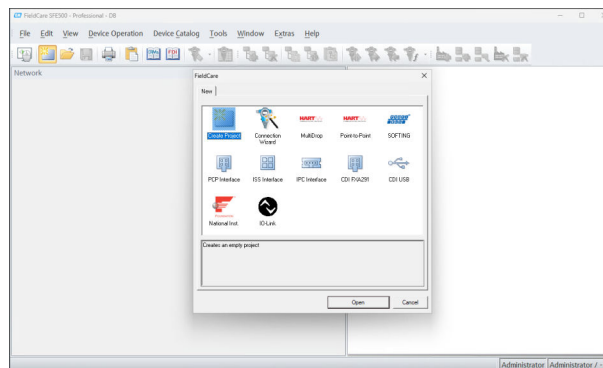 FieldCare SFE500 - Professional - DB
File Edit View Device Operation Device Catalog Tools Window Extras Help
Network
FieldCare
New
Create Project
Connection Wizard
HART
MultiDrop
HART
Point-to-Point
SOFTING
PCP Interface
ISS Interface
IPC Interface
CDI FXA291
CDI USB
National Inst.
IO-Link
Creates an empty project
Open Cancel
Administrator Administrator / -